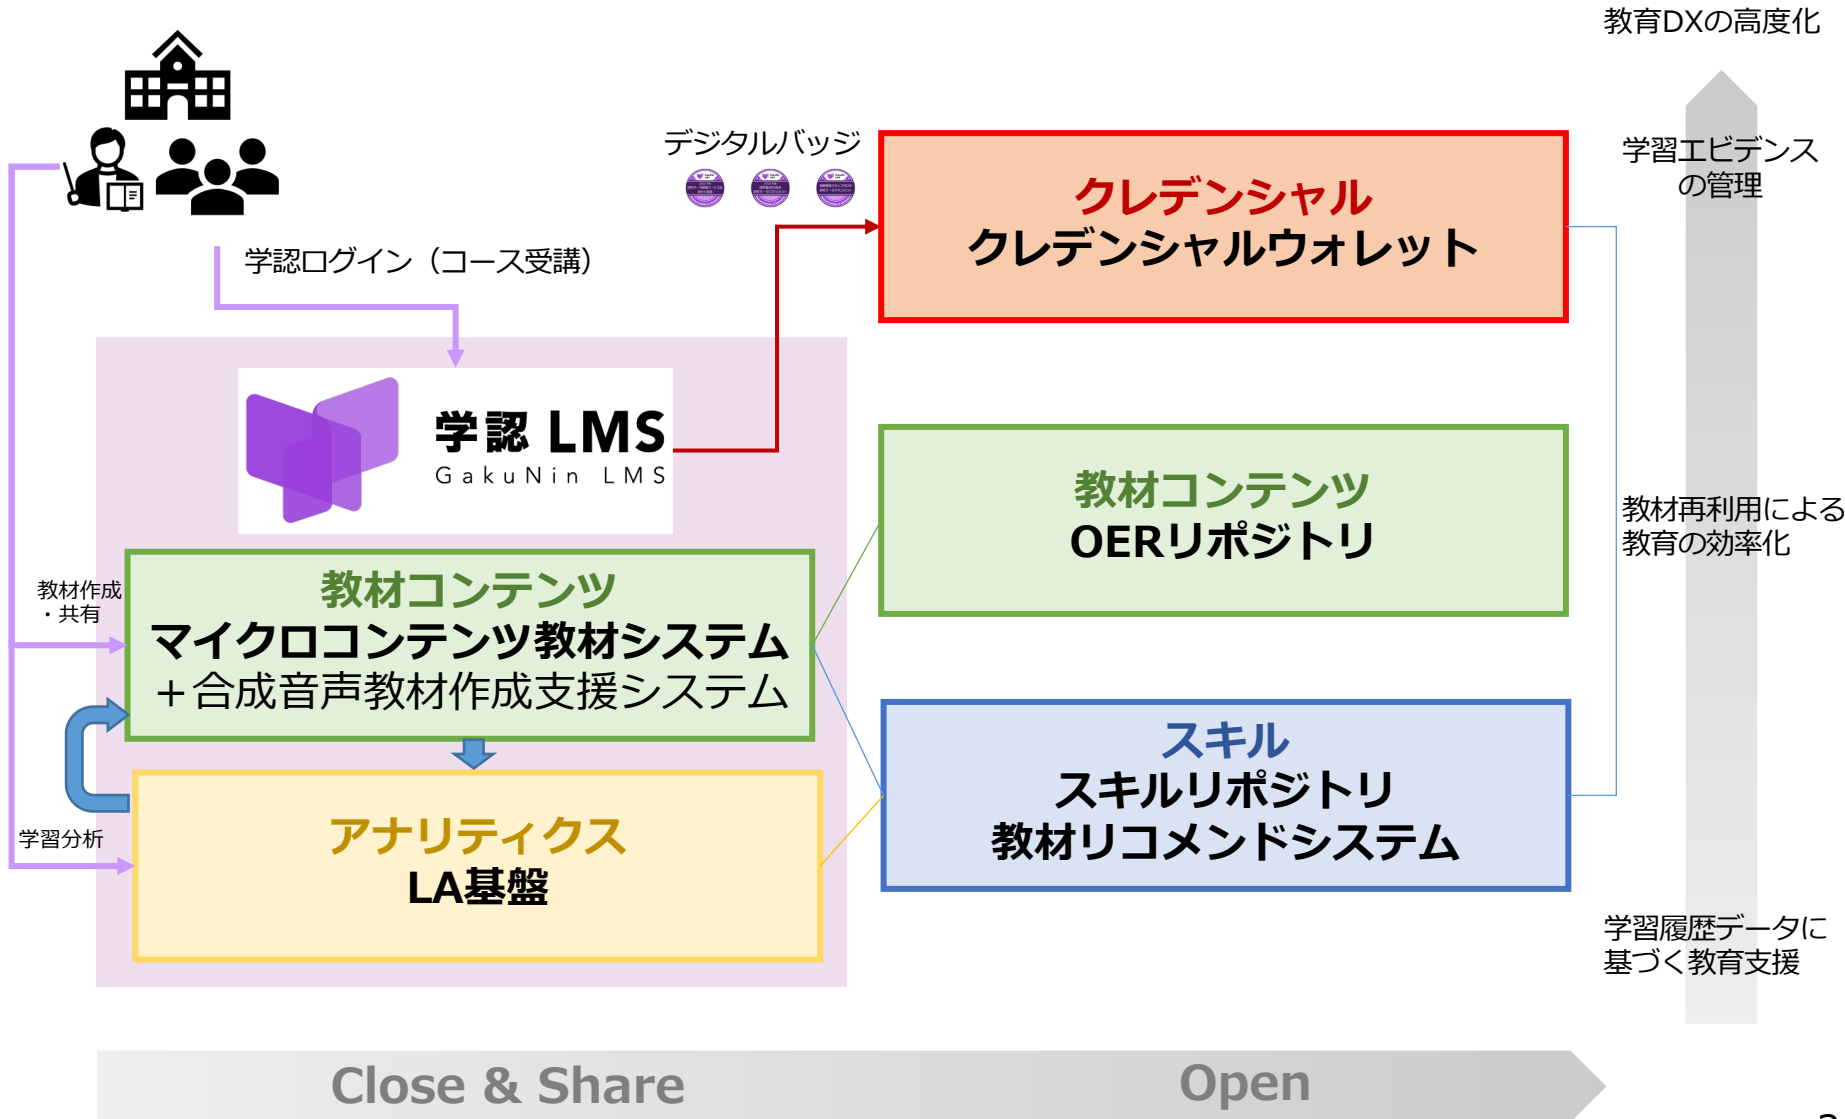 教育DXの高度化
デジタルバッジ
クレデンシャル
クレデンシャルウォレット
学習エビデンス
の管理
学認ログイン（コース受講）
学認 LMS
GakuNin LMS
教材コンテンツ
OERリポジトリ
教材再利用による
教育の効率化
教材作成
・共有
教材コンテンツ
マイクロコンテンツ教材システム
＋合成音声教材作成支援システム
スキル
スキルリポジトリ
教材リコメンドシステム
学習分析
アナリティクス
LA基盤
学習履歴データに
基づく教育支援
Close & Share
Open